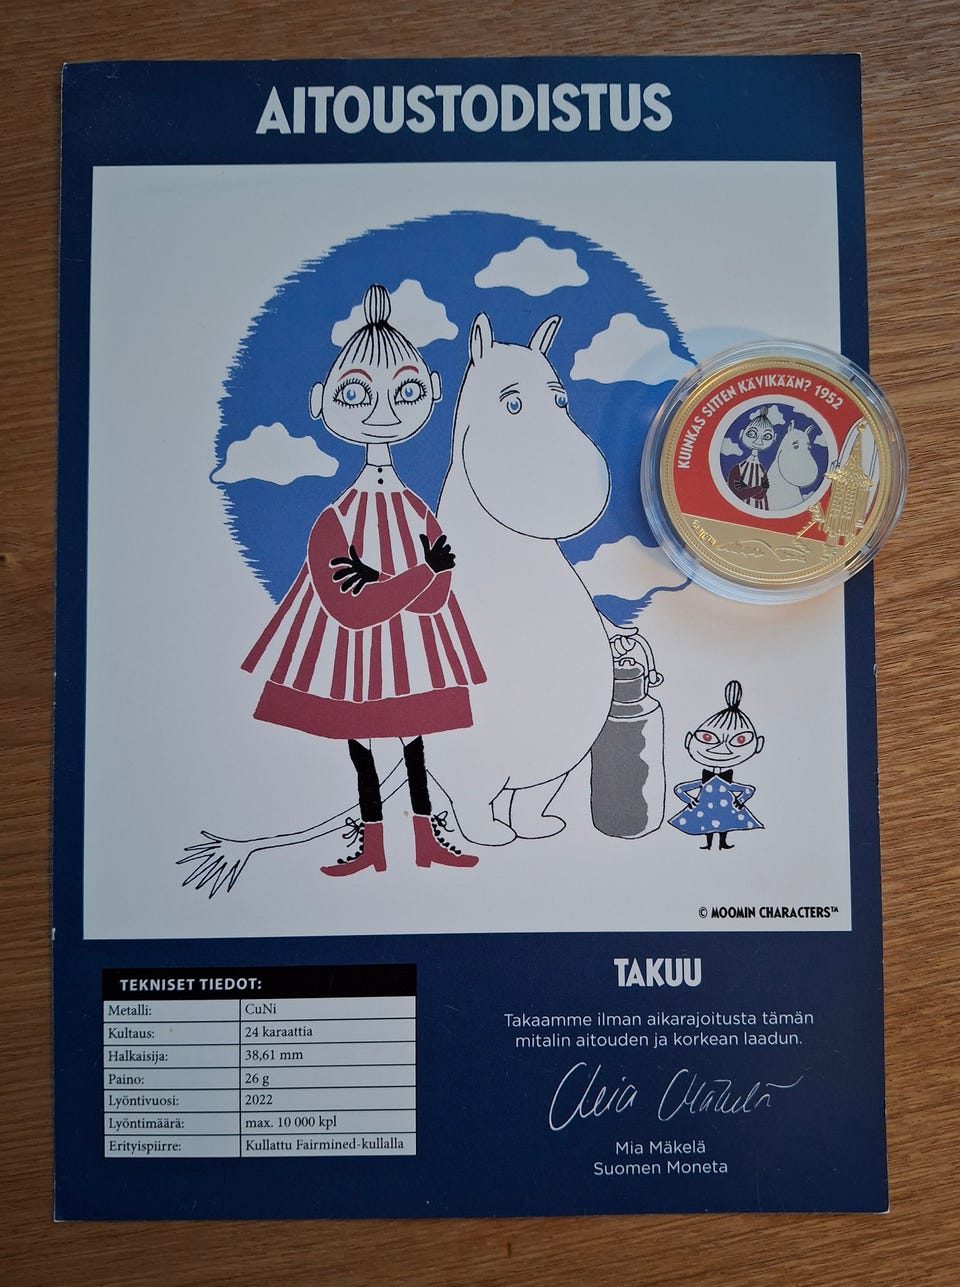 AITOUSTODISTUS
KUINKAS SITTEN KÄVIKÄÄN? 1952
© MOOMIN CHARACTERS™
TEKNISET TIEDOT:
Metalli: CuNi
Kultaus: 24 karaattia
Halkaisija: 38,61 mm
Paino: 26 g
Lyöntivuosi: 2022
Lyöntimäärä: max. 10 000 kpl
Erityispiirre: Kullattu Fairmined-kullalla
TAKUU
Takaamme ilman aikarajoitusta tämän
mitalin aitouden ja korkean laadun.
Mia Mäkelä
Mia Mäkelä
Suomen Moneta